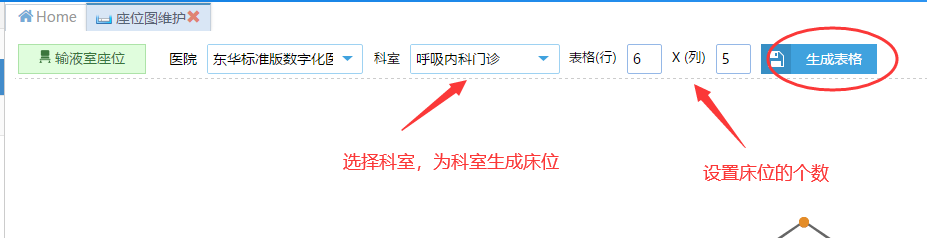 Home 座位图维护
输液室座位 医院 东华标准版数字化医 科室 呼吸内科门诊 表格(行) 6 X (列) 5 生成表格
选择科室，为科室生成床位
设置床位的个数